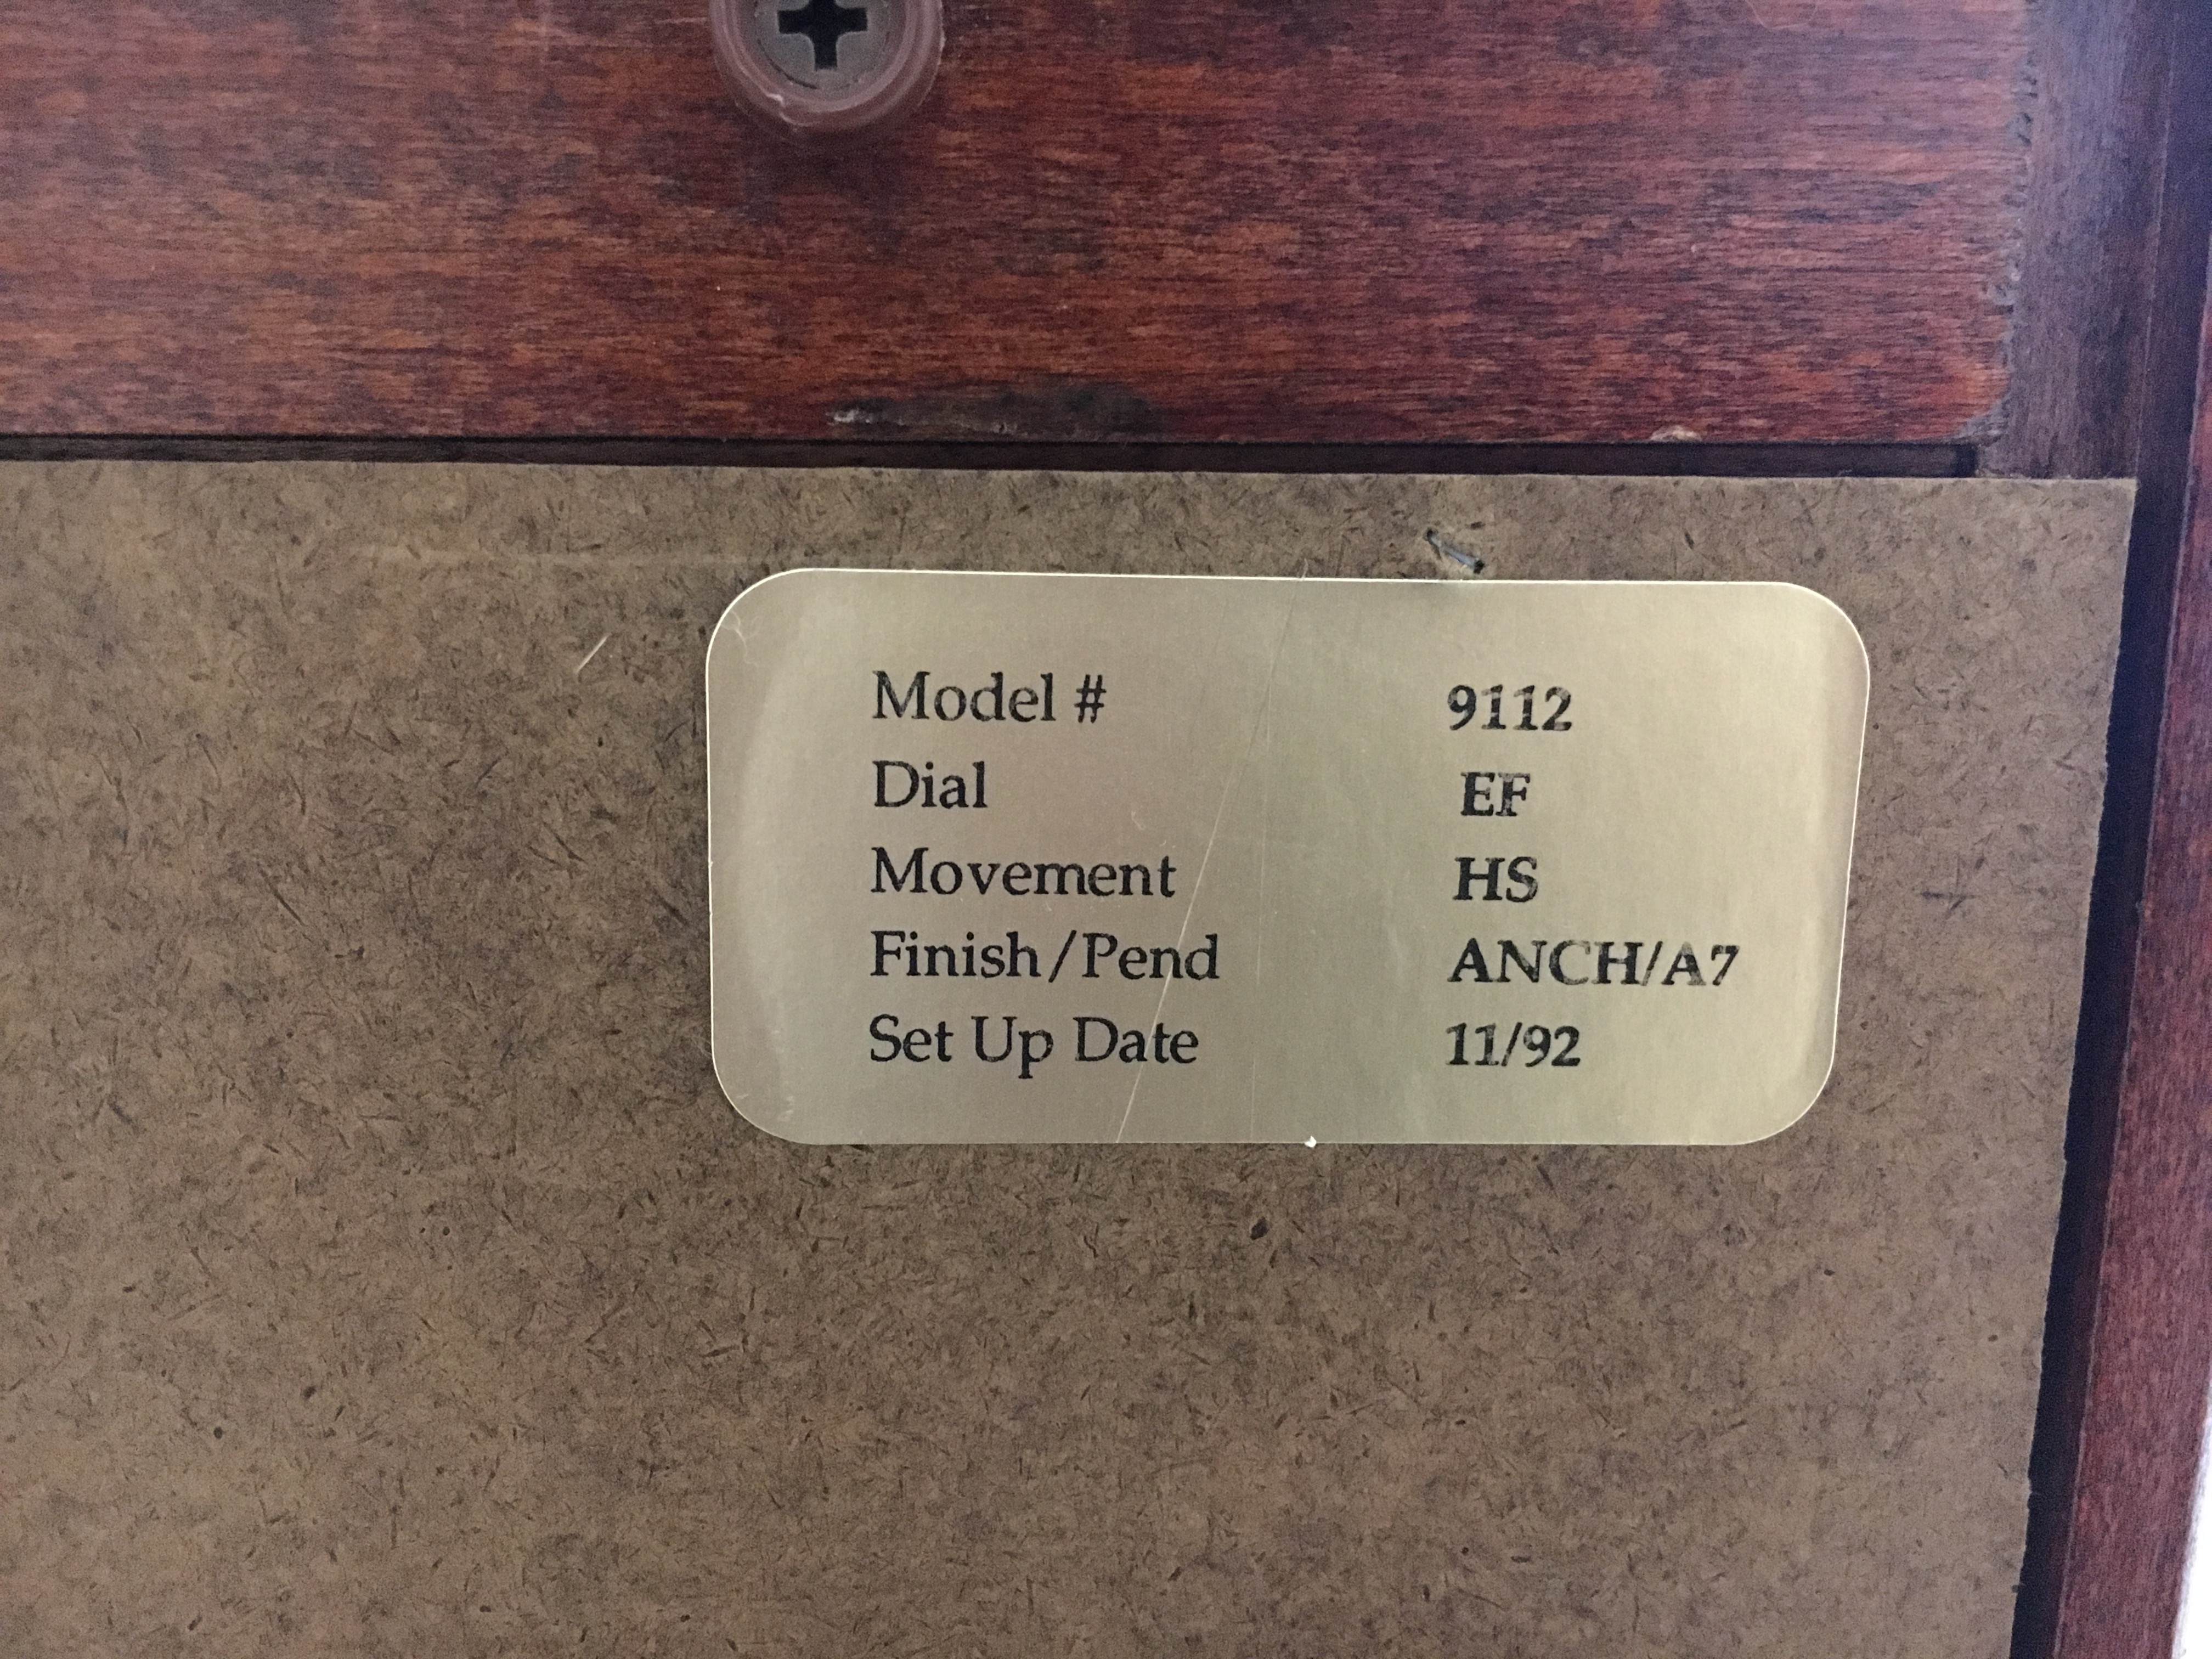 Model # 9112
Dial EF
Movement HS
Finish/Pend ANCH/A7
Set Up Date 11/92